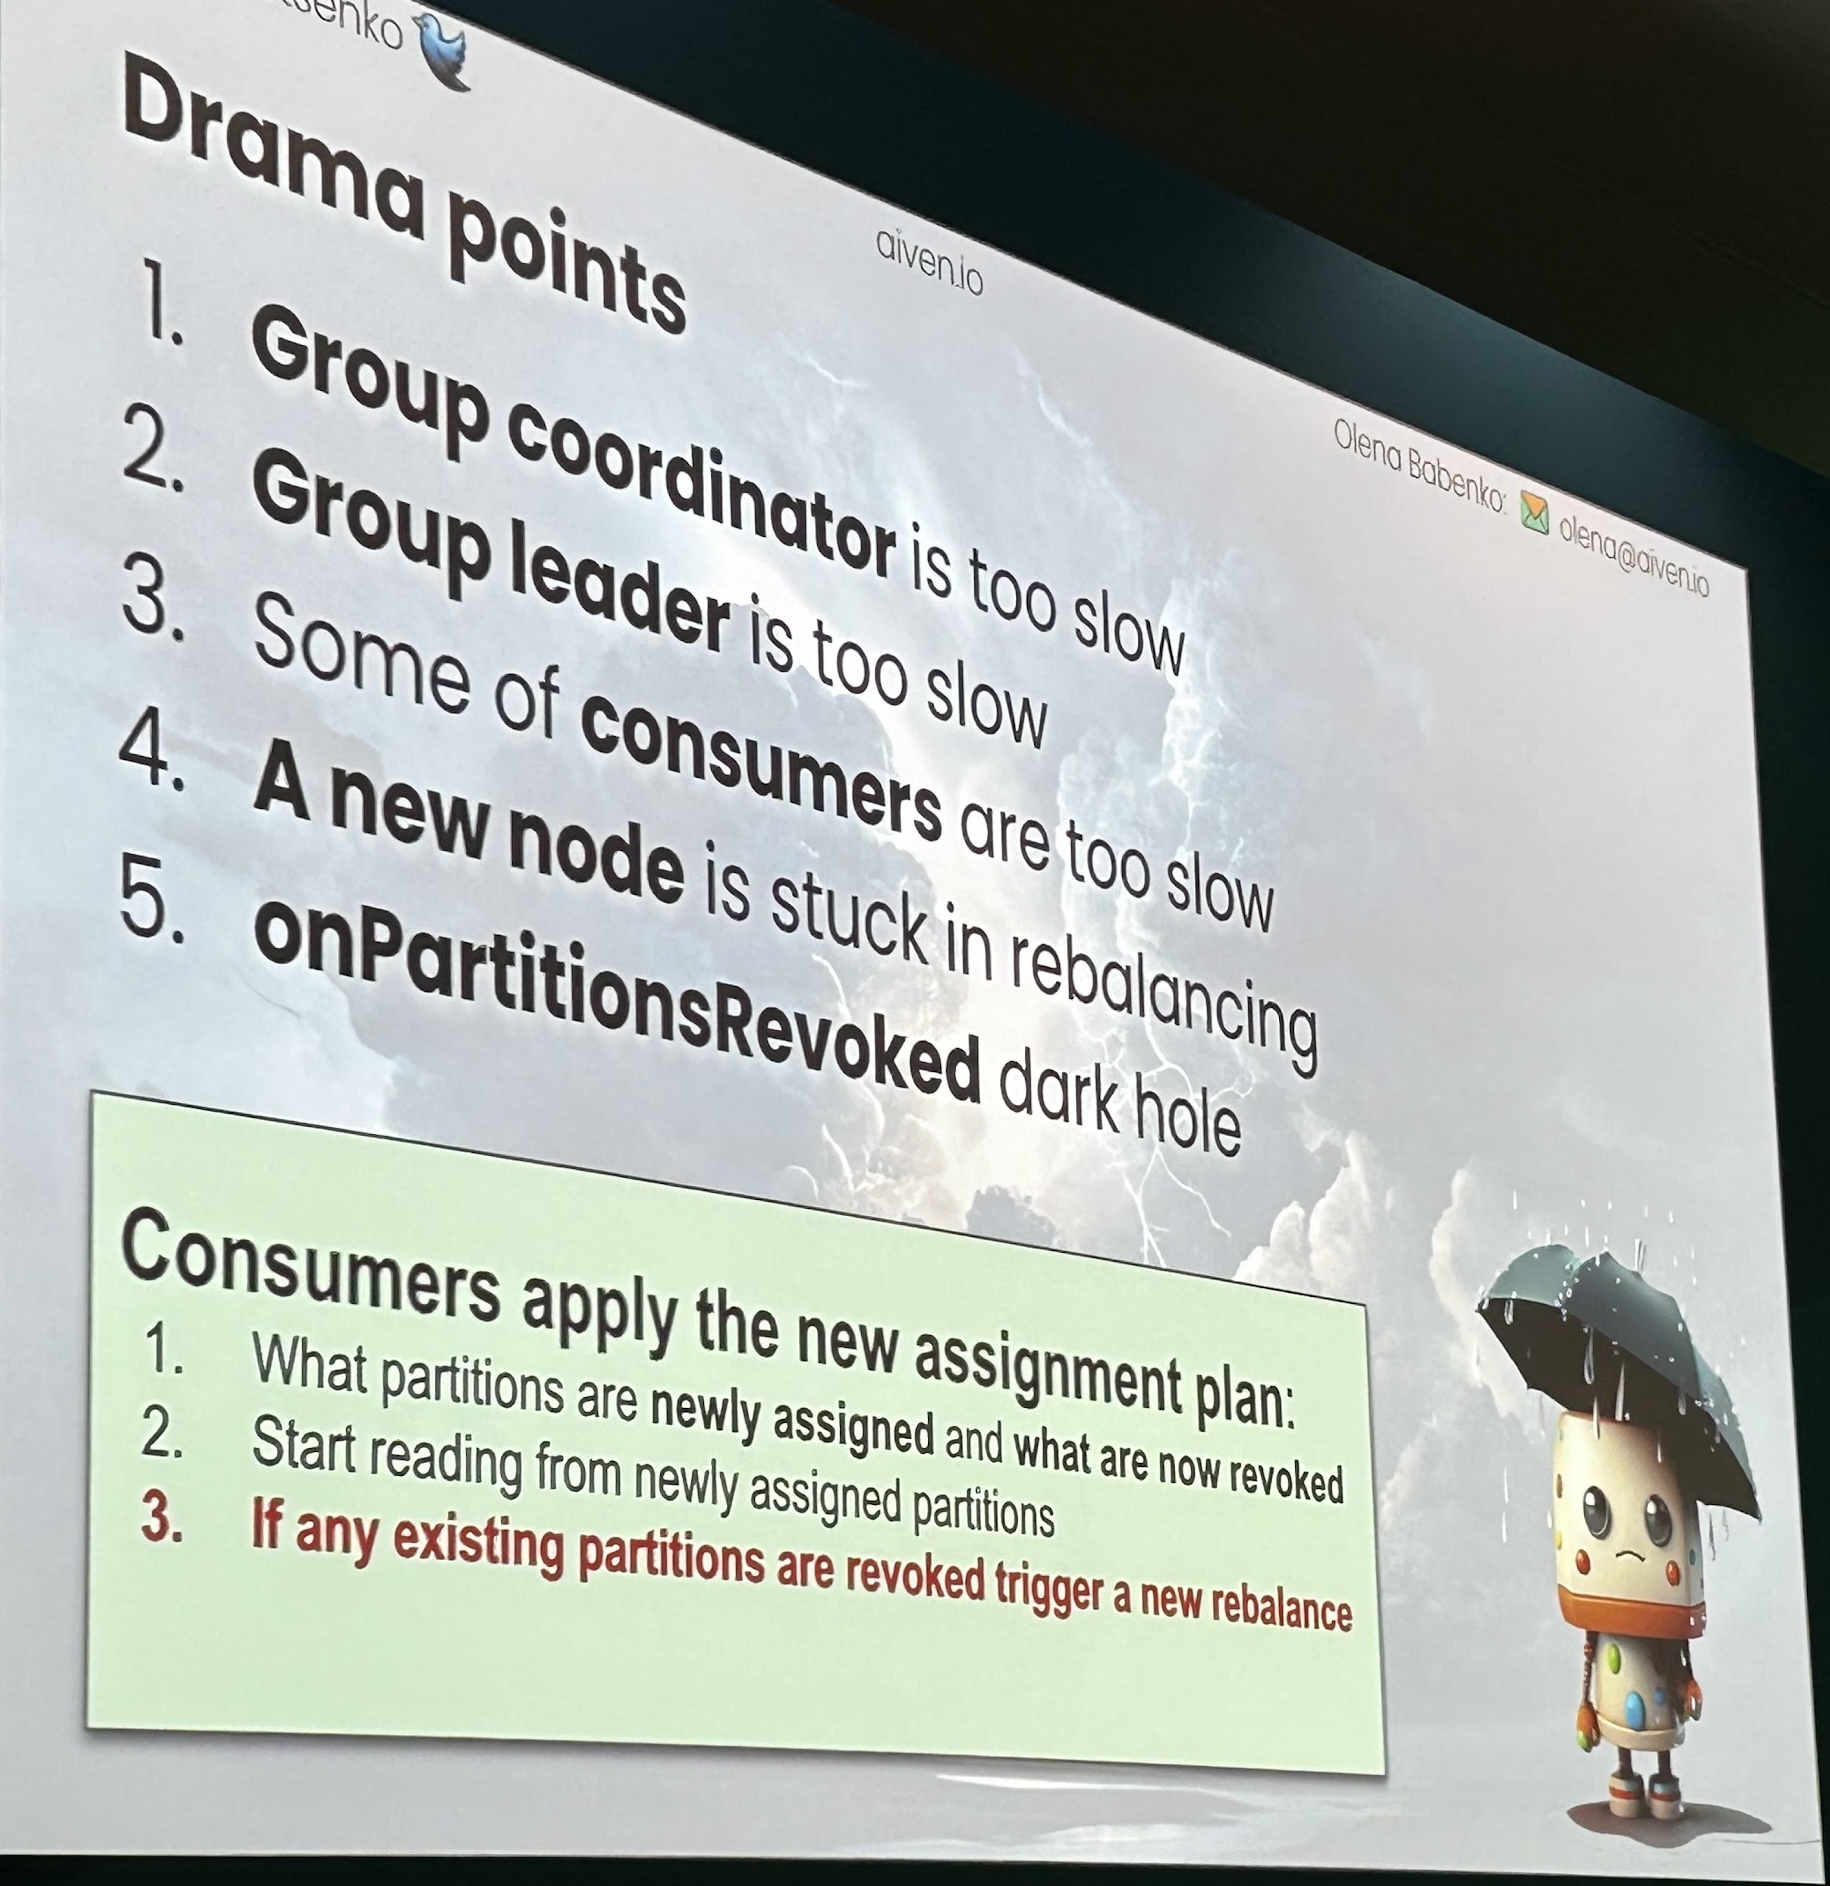 aiven.io
Olena Babenko: olena@aiven.io
Drama points
1. Group coordinator is too slow
2. Group leader is too slow
3. Some of consumers are too slow
4. A new node is stuck in rebalancing
5. onPartitionsRevoked dark hole
Consumers apply the new assignment plan:
1. What partitions are newly assigned and what are now revoked
2. Start reading from newly assigned partitions
3. If any existing partitions are revoked trigger a new rebalance